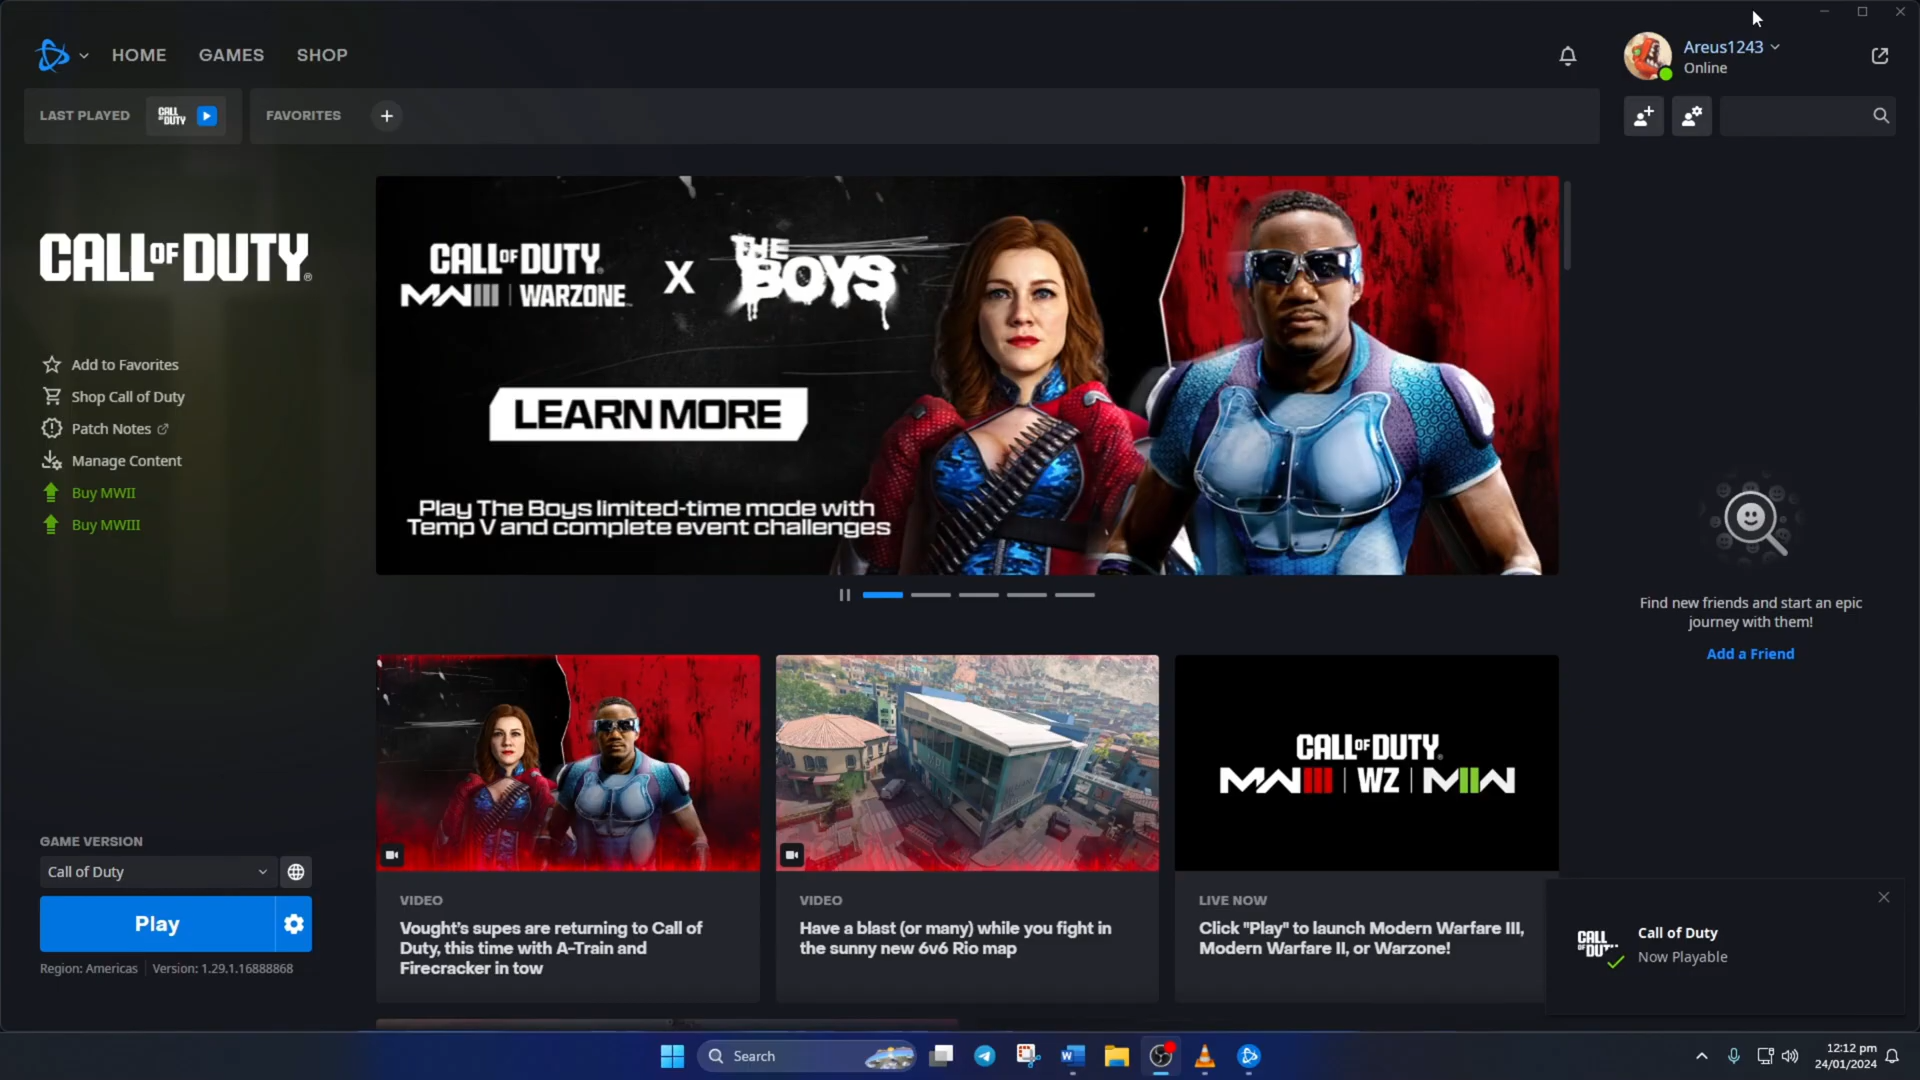 HOME
GAMES
SHOP
Areus1243
Online
LAST PLAYED
CALL OF DUTY
FAVORITES
CALL OF DUTY®
Add to Favorites
Shop Call of Duty
Patch Notes
Manage Content
Buy MWII
Buy MWIII
CALL OF DUTY®
MWIII | WARZONE™
X
THE BOYS
LEARN MORE
Play The Boys limited-time mode with
Temp V and complete event challenges
Find new friends and start an epic
journey with them!
Add a Friend
CALL OF DUTY®
MWIII | WZ | MWII
VIDEO
Vought's supes are returning to Call of
Duty, this time with A-Train and
Firecracker in tow
VIDEO
Have a blast (or many) while you fight in
the sunny new 6v6 Rio map
LIVE NOW
Click "Play" to launch Modern Warfare III,
Modern Warfare II, or Warzone!
GAME VERSION
Call of Duty
Play
Region: Americas
Version: 1.29.1.16888868
CALL OF DUTY
Call of Duty
Now Playable
Search
12:12 pm
24/01/2024